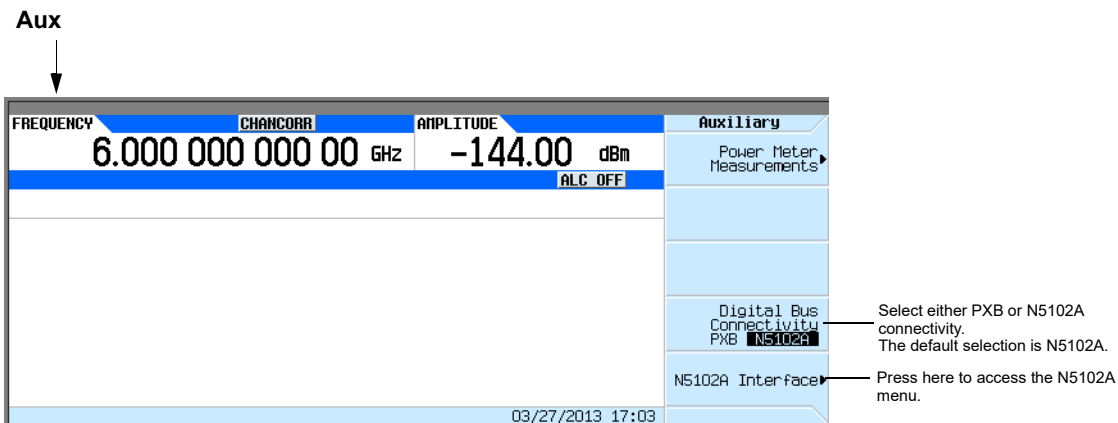 Aux
FREQUENCY CHANCORR AMPLITUDE
6.000 000 000 00 GHz -144.00 dBm
ALC OFF
Auxiliary
Power Meter
Measurements
Digital Bus
Connectivity
PXB N5102A
N5102A Interface
Select either PXB or N5102A
connectivity.
The default selection is N5102A.
Press here to access the N5102A
menu.
03/27/2013 17:03